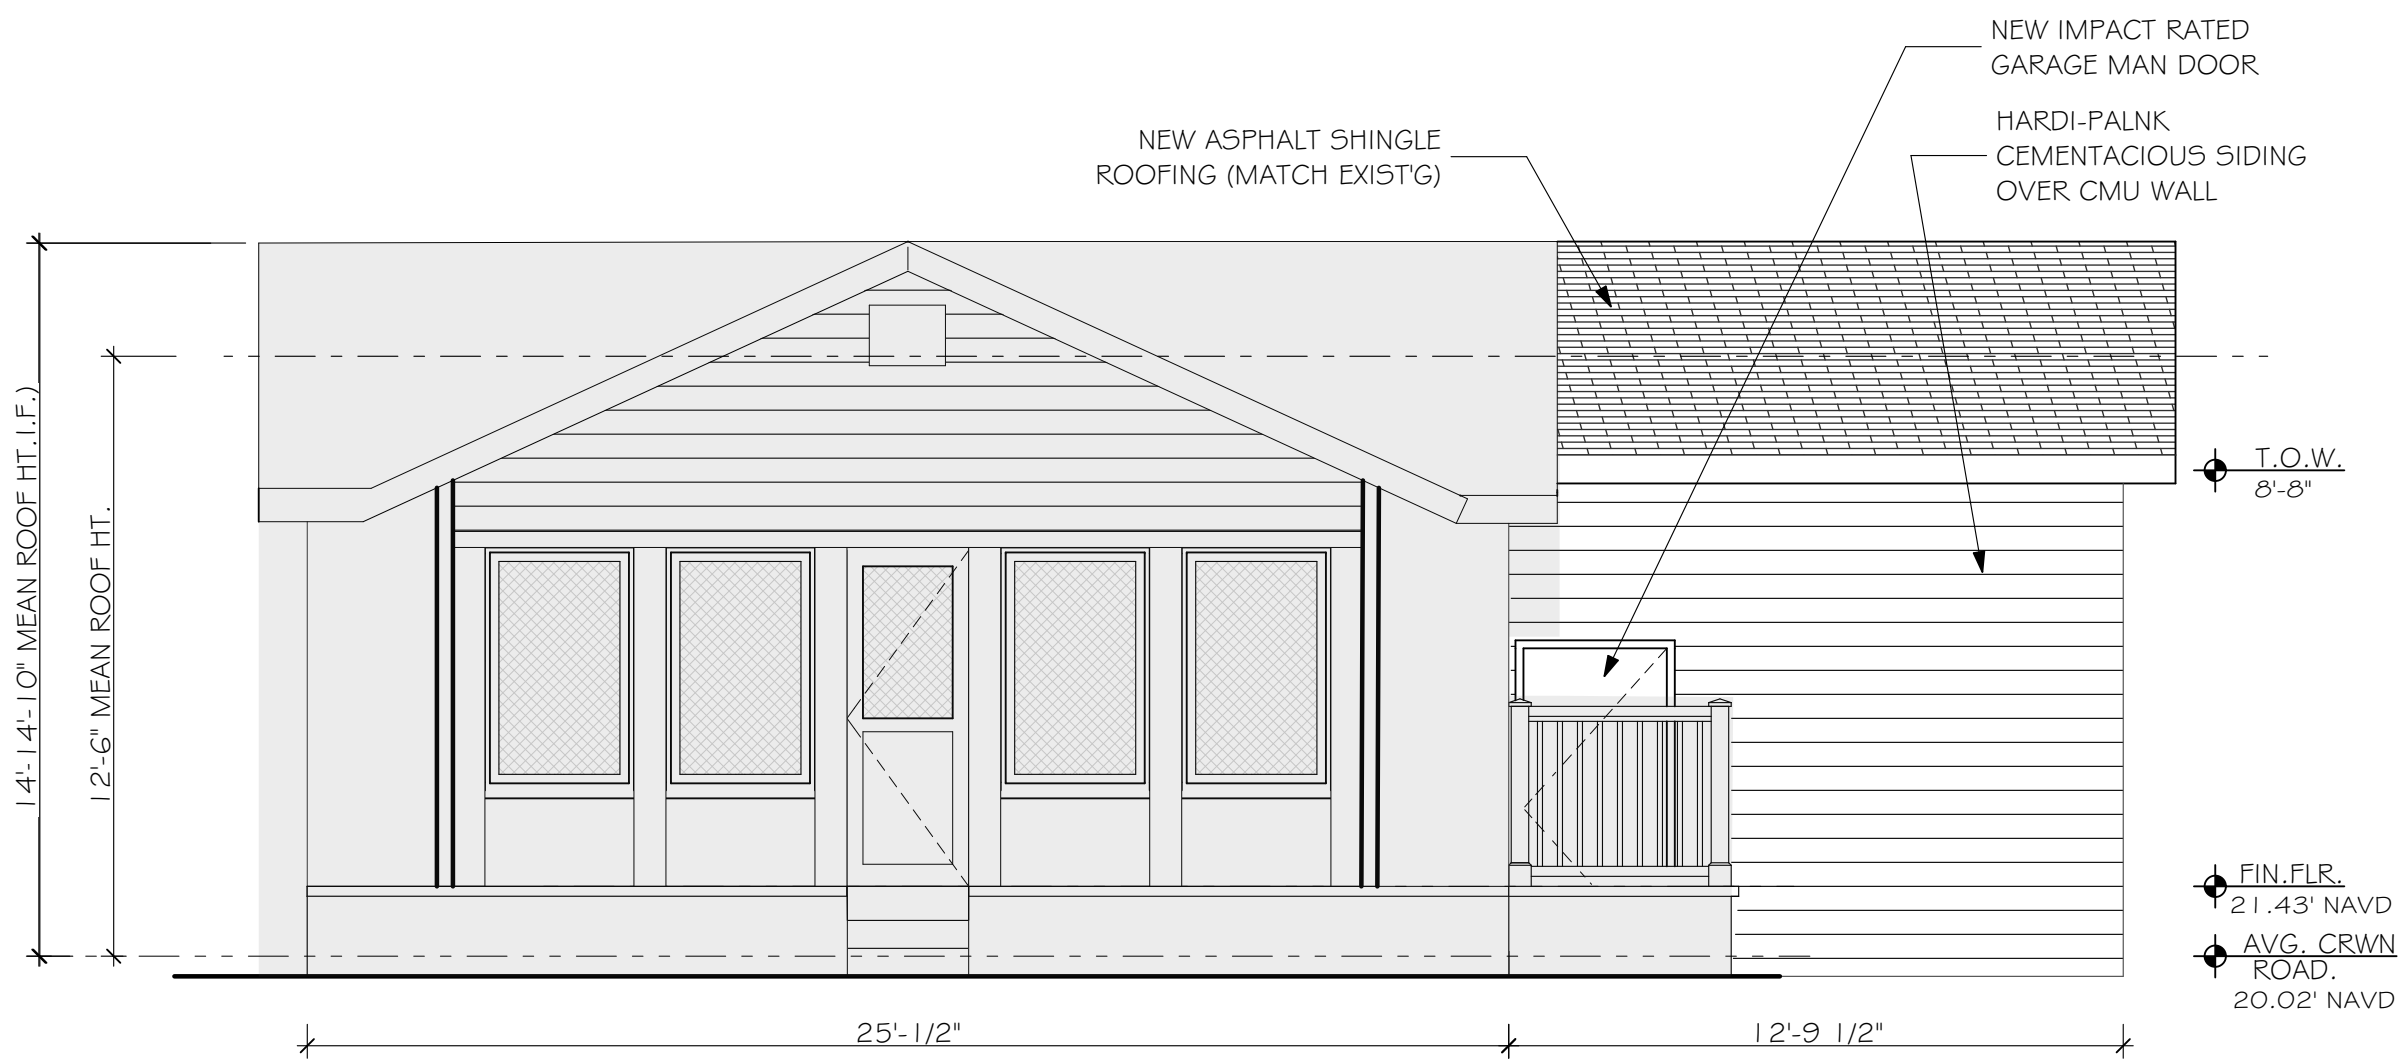 NEW IMPACT RATED
GARAGE MAN DOOR
HARDI-PALNK
CEMENTACIOUS SIDING
OVER CMU WALL
NEW ASPHALT SHINGLE
ROOFING (MATCH EXIST'G)
14'-14'-10" MEAN ROOF HT.I.F.)
12'-6" MEAN ROOF HT.
T.O.W.
8'-8"
FIN.FLR.
21.43' NAVD
AVG. CRWN
ROAD.
20.02' NAVD
25'-1/2"
12'-9 1/2"